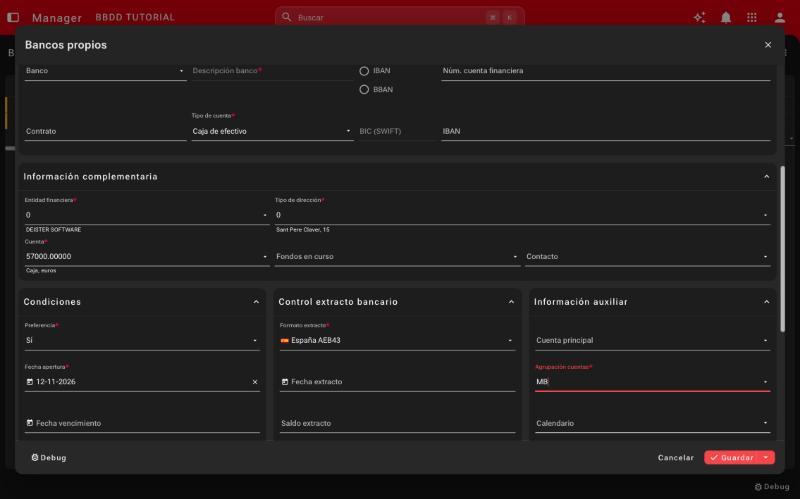 Manager BBDD TUTORIAL Buscar ⌘ K
Bancos propios
Banco Descripción banco* IBAN Núm. cuenta financiera
BBAN
Tipo de cuenta*
Contrato Caja de efectivo BIC (SWIFT) IBAN
Información complementaria
Entidad financiera* Tipo de dirección*
0 0
DEISTER SOFTWARE Sant Pere Claver, 15
Cuenta*
57000.00000 Fondos en curso Contacto
Caja, euros
Condiciones Control extracto bancario Información auxiliar
Preferencia* Formato extracto*
Sí España AEB43 Cuenta principal
Fecha apertura* Agrupación cuentas*
12-11-2026 Fecha extracto MB
Fecha vencimiento Saldo extracto Calendario
Debug Cancelar Guardar
Debug